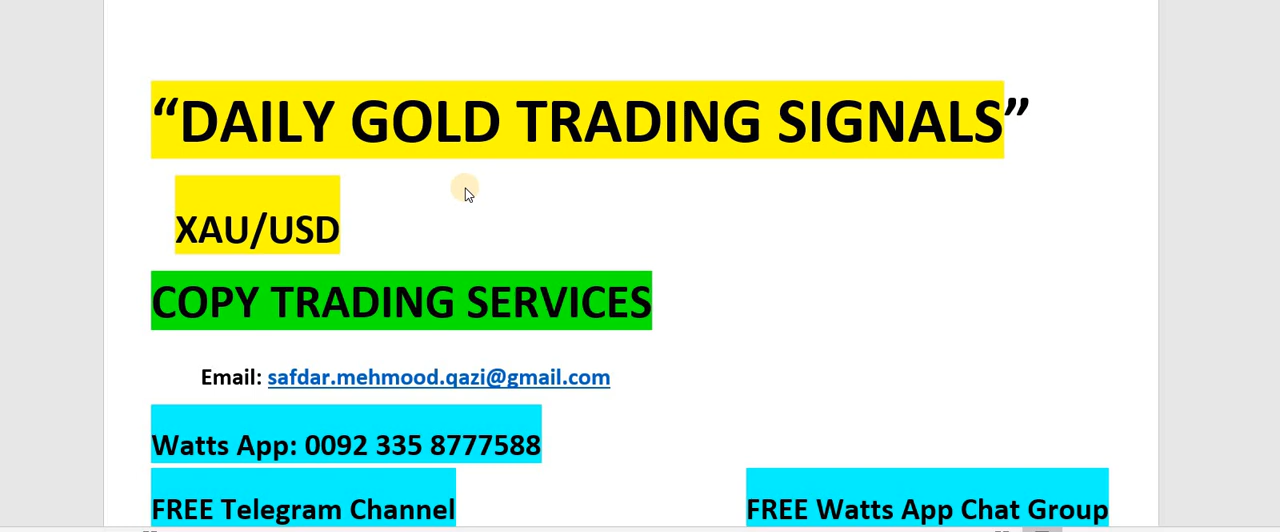 “DAILY GOLD TRADING SIGNALS”
XAU/USD
COPY TRADING SERVICES
Email: safdar.mehmood.qazi@gmail.com
Watts App: 0092 335 8777588
FREE Telegram Channel FREE Watts App Chat Group